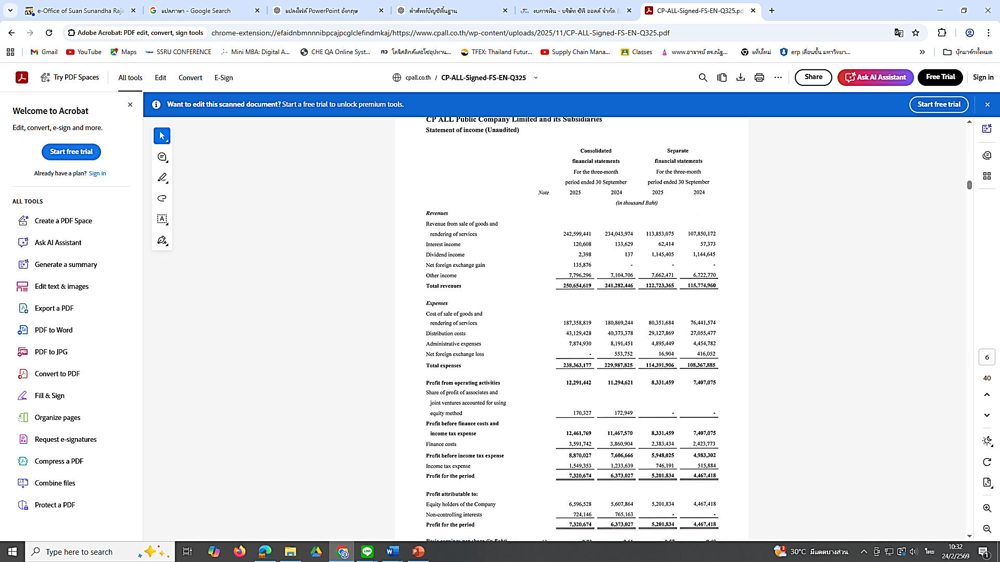 e-Office of Suan Sunandha Raja
แปลภาษา - Google Search
แปลงไฟล์ PowerPoint อังกฤษ
คำศัพท์บัญชีพื้นฐาน
งบการเงิน - บริษัท ซีพี ออลล์ จำกัด (
CP-ALL-Signed-FS-EN-Q325.pd
Adobe Acrobat: PDF edit, convert, sign tools
chrome-extension://efaidnbmnnnibpcajpcglclefindmkaj/https://www.cpall.co.th/wp-content/uploads/2025/11/CP-ALL-Signed-FS-EN-Q325.pdf
Gmail
YouTube
Maps
SSRU CONFERENCE
Mini MBA: Digital A...
CHE QA Online Syst...
โลจิสติกส์และโซ่อุปทาน...
TFEX: Thailand Futur...
Supply Chain Mana...
Classes
www.อาจารย์ ดร.ณัฐ...
แท็บใหม่
erp เลื่อนขั้น มหาวิทยา...
บุ๊กมาร์กทั้งหมด
Try PDF Spaces
All tools
Edit
Convert
E-Sign
cpall.co.th / CP-ALL-Signed-FS-EN-Q325
Share
Ask AI Assistant
Free Trial
Sign in
Want to edit this scanned document? Start a free trial to unlock premium tools.
Start free trial
Welcome to Acrobat
Edit, convert, e-sign and more.
Start free trial
Already have a plan? Sign in
ALL TOOLS
Create a PDF Space
Ask AI Assistant
Generate a summary
Edit text & images
Export a PDF
PDF to Word
PDF to JPG
Convert to PDF
Fill & Sign
Organize pages
Request e-signatures
Compress a PDF
Combine files
Protect a PDF
CP ALL Public Company Limited and its Subsidiaries
Statement of income (Unaudited)
Consolidated Separate
financial statements financial statements
For the three-month For the three-month
period ended 30 September period ended 30 September
Note 2025 2024 2025 2024
(in thousand Baht)
Revenues
Revenue from sale of goods and
rendering of services 242,599,441 234,043,974 113,853,075 107,850,172
Interest income 120,608 133,629 62,414 57,373
Dividend income 2,398 137 1,145,405 1,144,645
Net foreign exchange gain 135,876 - - -
Other income 7,796,296 7,104,706 7,662,471 6,722,770
Total revenues 250,654,619 241,282,446 122,723,365 115,774,960
Expenses
Cost of sale of goods and
rendering of services 187,358,819 180,869,244 80,351,684 76,441,574
Distribution costs 43,129,428 40,373,378 29,127,869 27,055,477
Administrative expenses 7,874,930 8,191,451 4,895,449 4,454,782
Net foreign exchange loss - 553,752 16,904 416,052
Total expenses 238,363,177 229,987,825 114,391,906 108,367,885
Profit from operating activities 12,291,442 11,294,621 8,331,459 7,407,075
Share of profit of associates and
joint ventures accounted for using
equity method 170,327 172,949 - -
Profit before finance costs and
income tax expense 12,461,769 11,467,570 8,331,459 7,407,075
Finance costs 3,591,742 3,860,904 2,383,434 2,423,773
Profit before income tax expense 8,870,027 7,606,666 5,948,025 4,983,302
Income tax expense 1,549,353 1,233,639 746,191 515,884
Profit for the period 7,320,674 6,373,027 5,201,834 4,467,418
Profit attributable to:
Equity holders of the Company 6,596,528 5,607,864 5,201,834 4,467,418
Non-controlling interests 724,146 765,163 - -
Profit for the period 7,320,674 6,373,027 5,201,834 4,467,418
6
40
Type here to search
30°C มีแดดบางส่วน
ไทย
10:32
24/2/2569